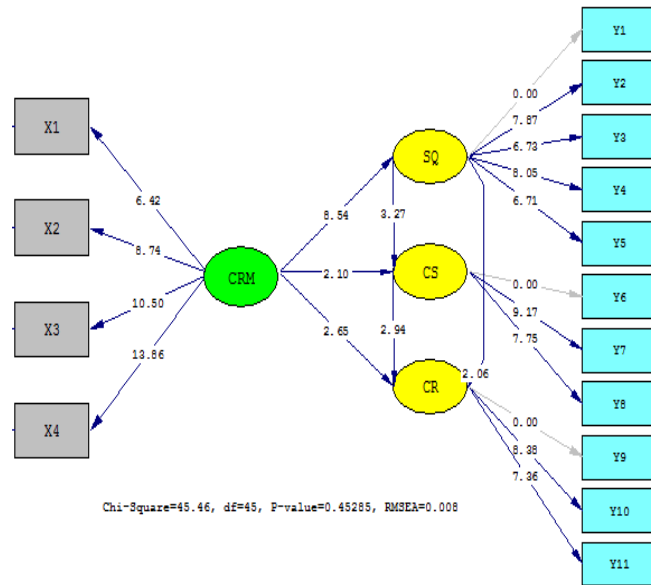 Y1
Y2
0.00
X1
7.87
Y3
6.73
SQ
8.05
Y4
6.42
6.71
8.54
3.27
X2
Y5
8.74
0.00
CRM
2.10
CS
Y6
9.17
X3
10.50
2.65
2.94
7.75
Y7
13.86
2.06
CR
Y8
0.00
X4
8.38
Y9
7.36
Chi-Square=45.46, df=45, P-value=0.45285, RMSEA=0.008
Y10
Y11